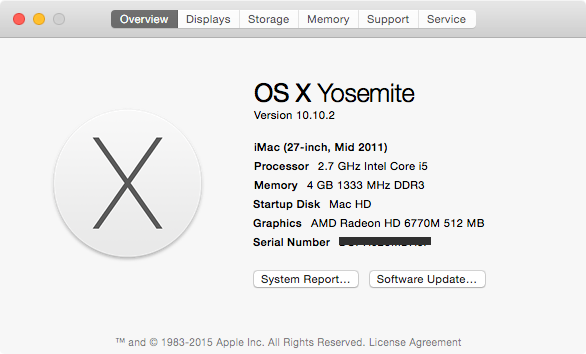 Overview Displays Storage Memory Support Service
OS X Yosemite
Version 10.10.2
iMac (27-inch, Mid 2011)
Processor 2.7 GHz Intel Core i5
Memory 4 GB 1333 MHz DDR3
Startup Disk Mac HD
Graphics AMD Radeon HD 6770M 512 MB
Serial Number
System Report... Software Update...
™ and © 1983-2015 Apple Inc. All Rights Reserved. License Agreement